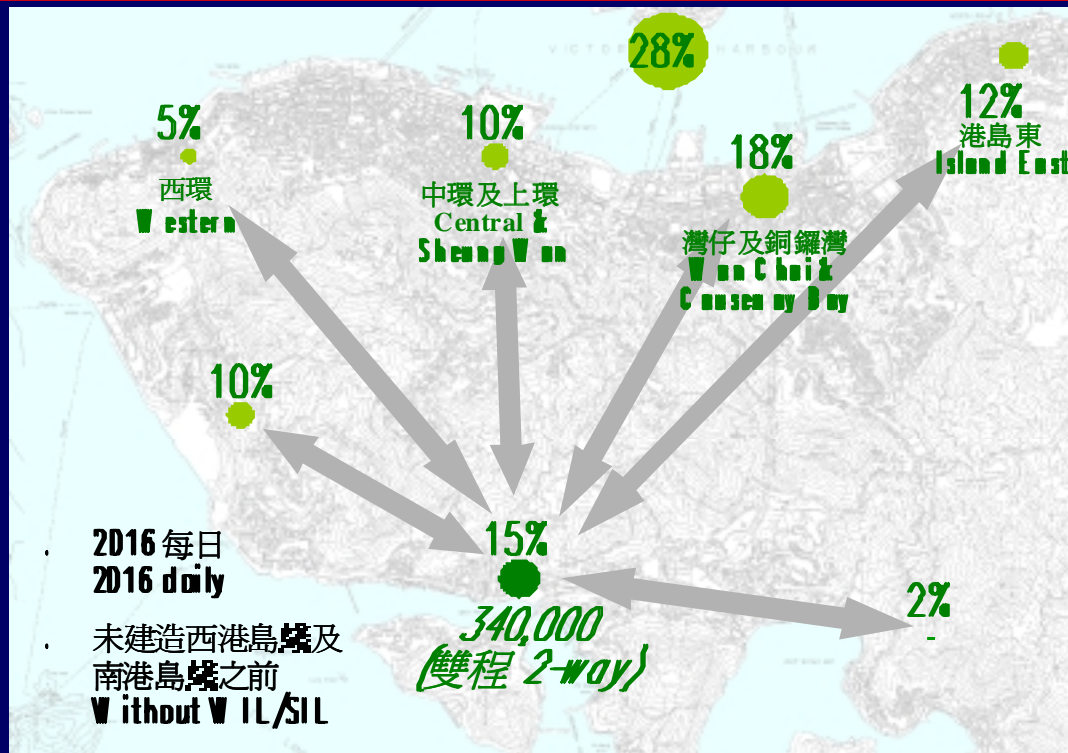 VICTOR HARBOUR
28%
5%
西環
Western
10%
中環及上環
Central &
Sheung Wan
18%
灣仔及銅鑼灣
Wan Chai &
Causeway Bay
12%
港島東
Island East
10%
15%
340,000
(雙程 2-way)
2%
. 2016 每日
2016 daily
. 未建造西港島綫及
南港島綫之前
Without WIL/SIL